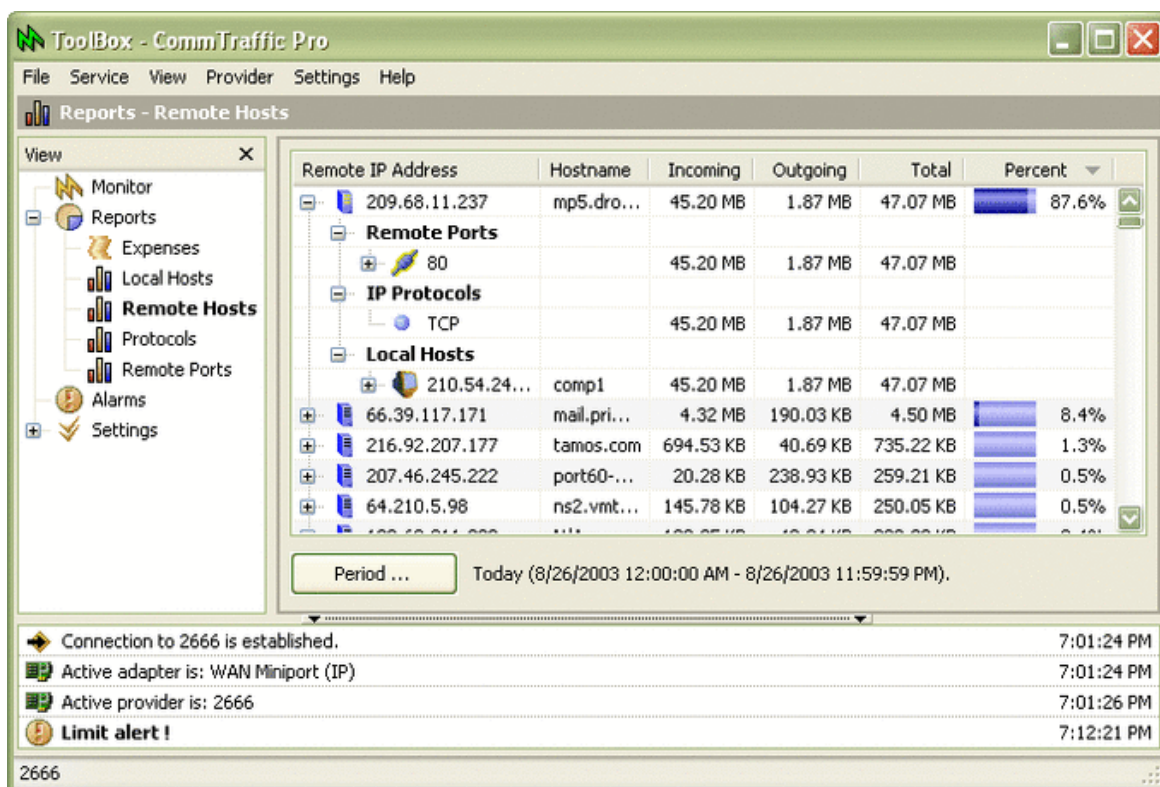 ToolBox - CommTraffic Pro
File Service View Provider Settings Help
Reports - Remote Hosts
View
Monitor
Reports
Expenses
Local Hosts
Remote Hosts
Protocols
Remote Ports
Alarms
Settings
Remote IP Address Hostname Incoming Outgoing Total Percent
209.68.11.237 mp5.dro... 45.20 MB 1.87 MB 47.07 MB 87.6%
Remote Ports
80 45.20 MB 1.87 MB 47.07 MB
IP Protocols
TCP 45.20 MB 1.87 MB 47.07 MB
Local Hosts
210.54.24... comp1 45.20 MB 1.87 MB 47.07 MB
66.39.117.171 mail.pri... 4.32 MB 190.03 KB 4.50 MB 8.4%
216.92.207.177 tamos.com 694.53 KB 40.69 KB 735.22 KB 1.3%
207.46.245.222 port60-... 20.28 KB 238.93 KB 259.21 KB 0.5%
64.210.5.98 ns2.vmt... 145.78 KB 104.27 KB 250.05 KB 0.5%
Period ... Today (8/26/2003 12:00:00 AM - 8/26/2003 11:59:59 PM).
Connection to 2666 is established. 7:01:24 PM
Active adapter is: WAN Miniport (IP) 7:01:24 PM
Active provider is: 2666 7:01:26 PM
Limit alert ! 7:12:21 PM
2666